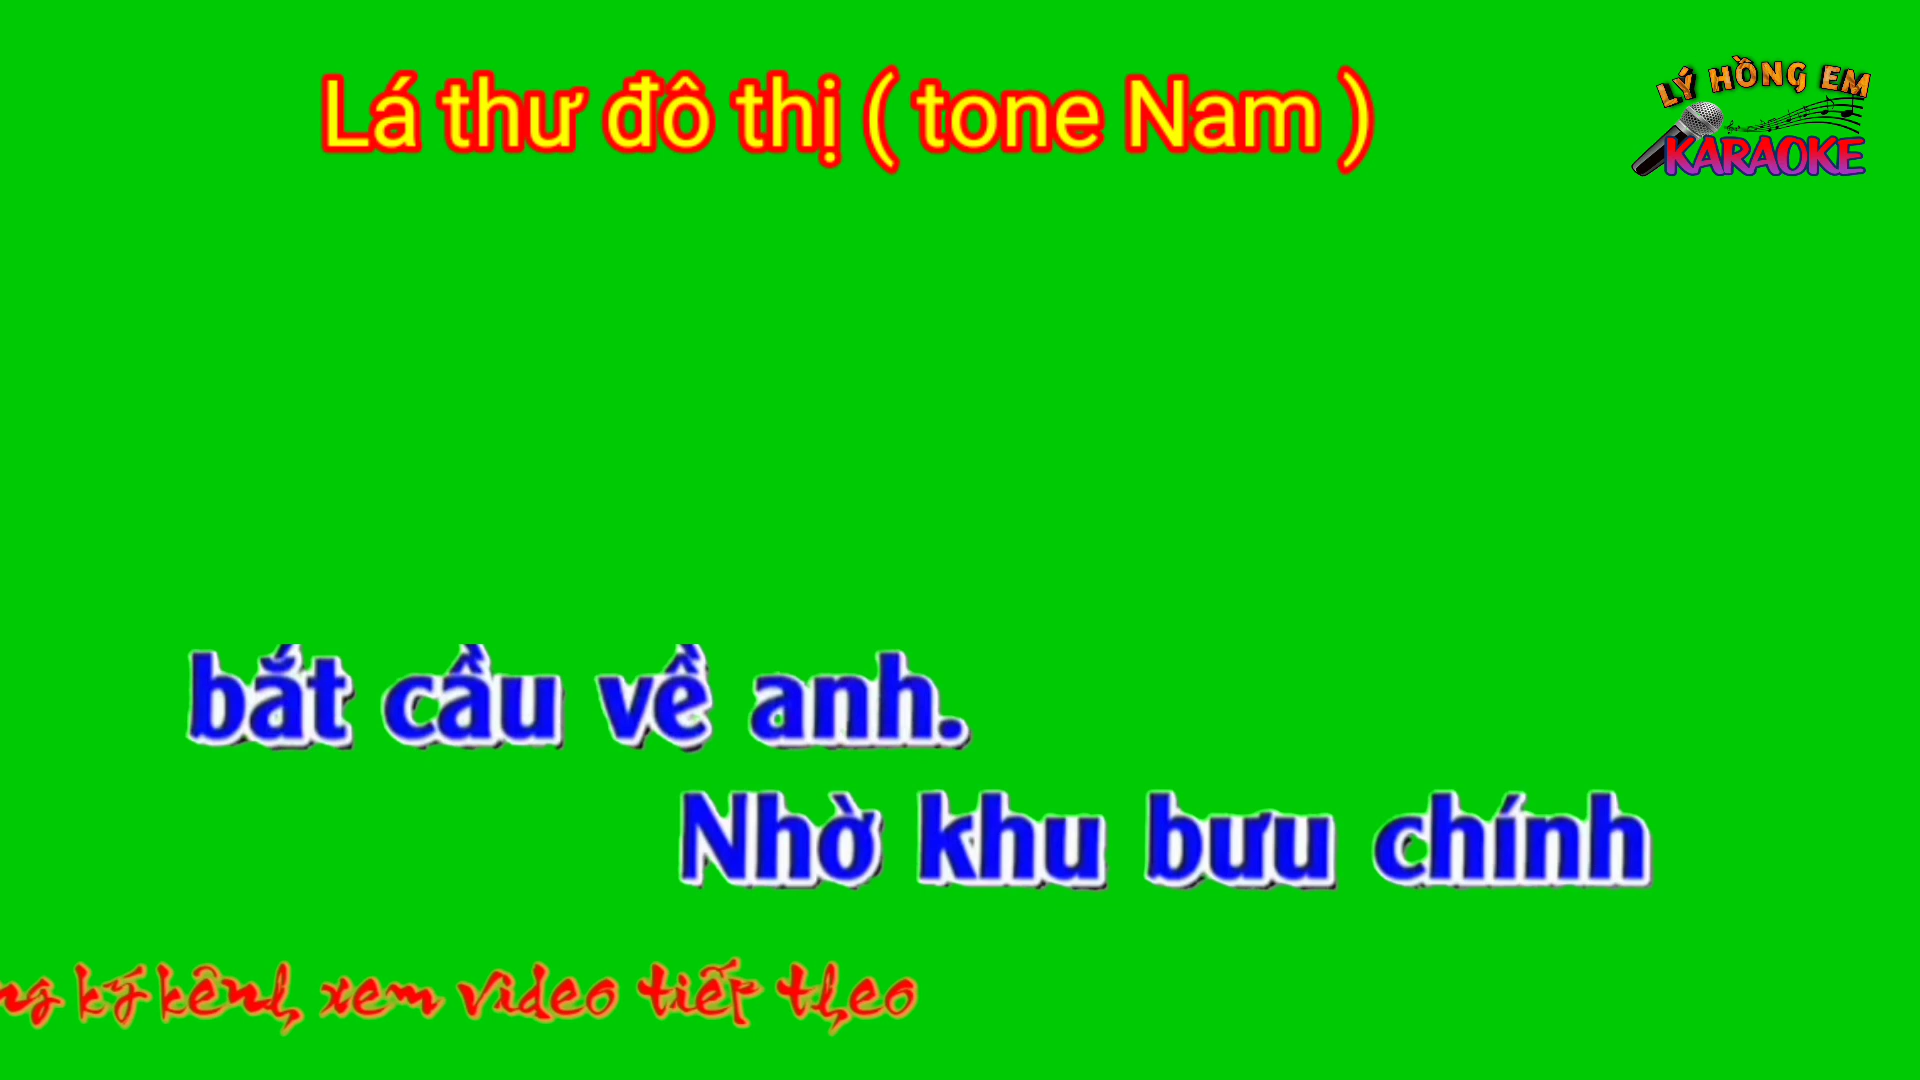 Lá thư đô thị ( tone Nam )
LÝ HỒNG EM
KARAOKE
bắt cầu về anh.
Nhờ khu bưu chính
ng ký kênh xem video tiếp theo